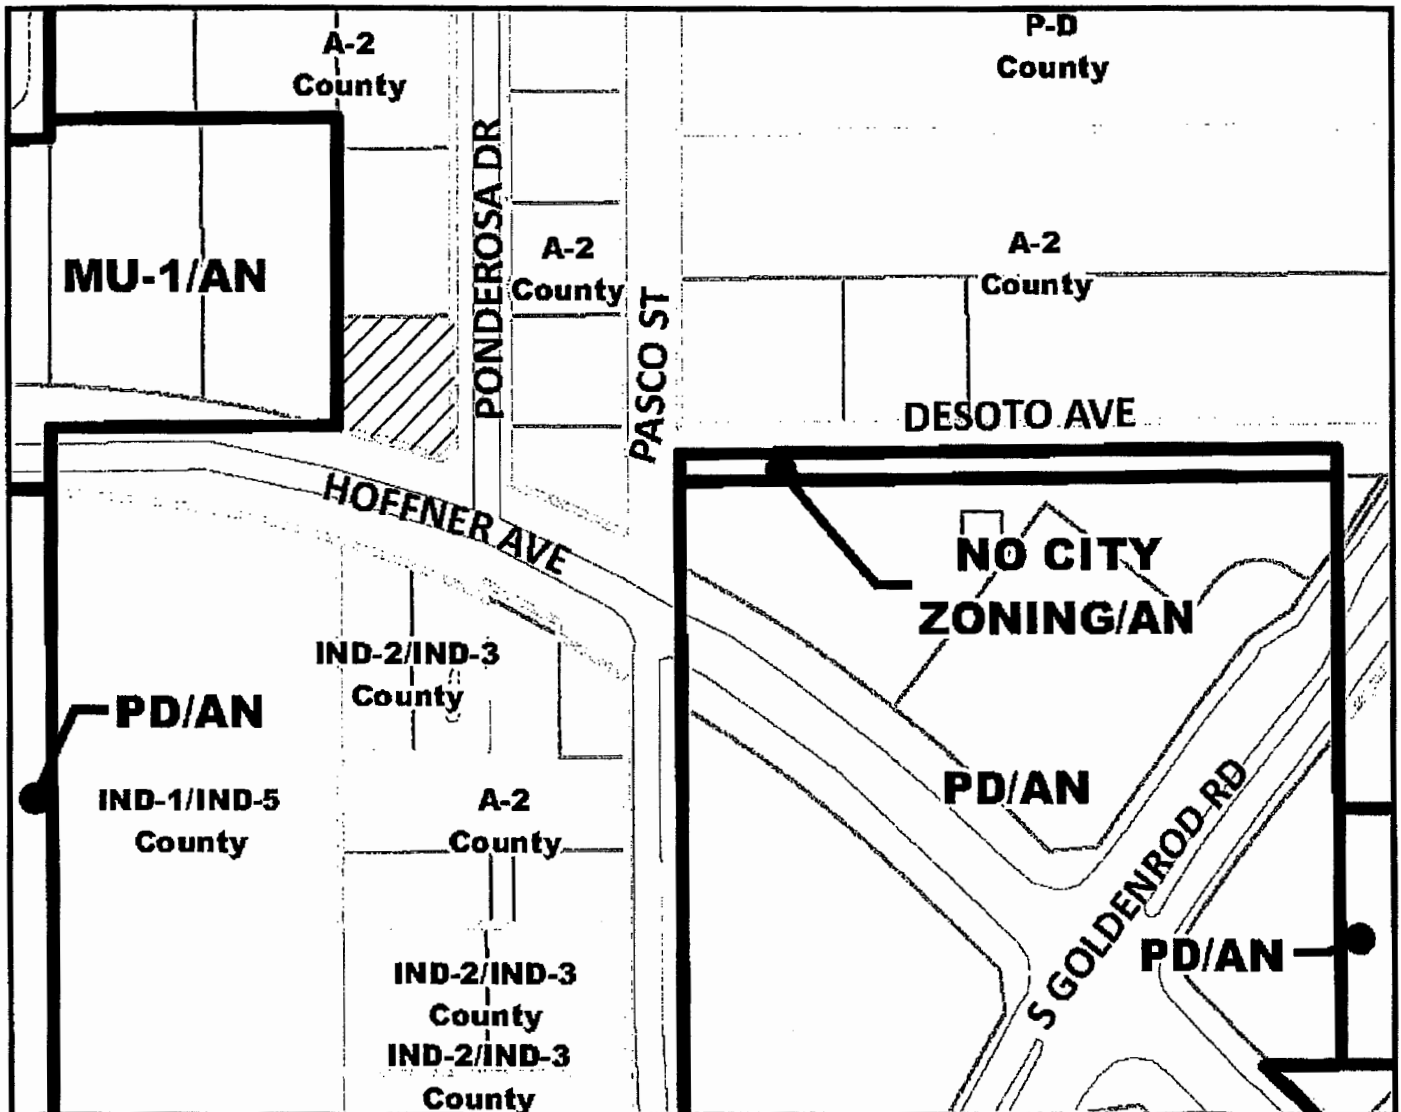 A-2
County
P-D
County
MU-1/AN
PONDEROSA DR
A-2
County
PASCO ST
A-2
County
DESOTO AVE
HOFFNER AVE
NO CITY
ZONING/AN
IND-2/IND-3
County
PD/AN
IND-1/IND-5
County
A-2
County
PD/AN
S GOLDENROD RD
PD/AN
IND-2/IND-3
County
IND-2/IND-3
County